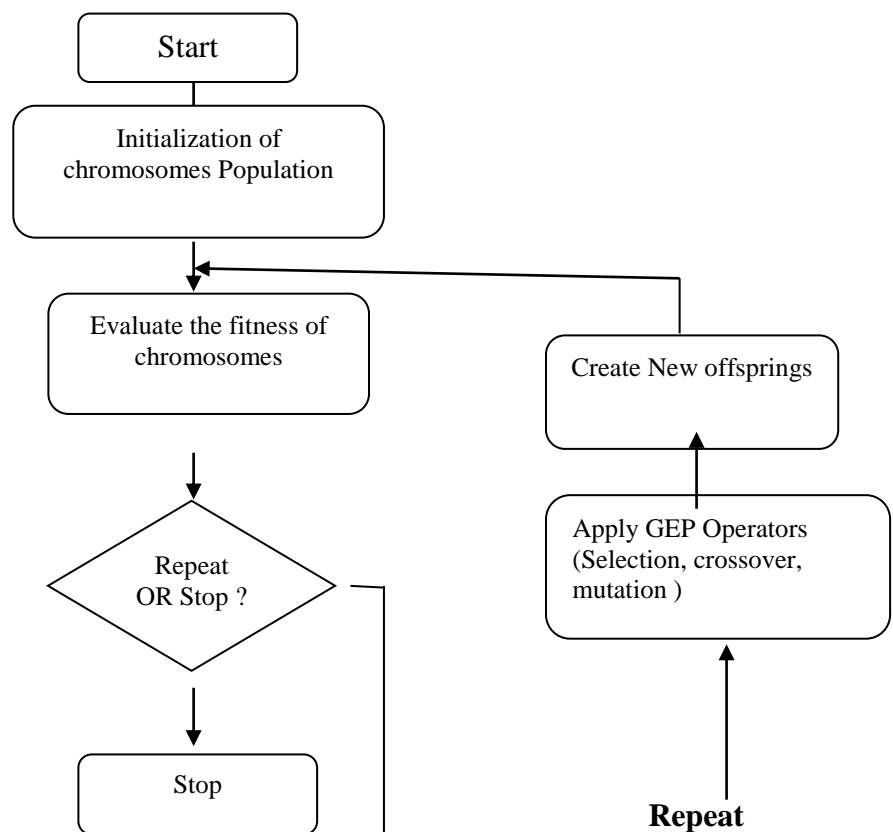 Start
Initialization of
chromosomes Population
Evaluate the fitness of
chromosomes
Repeat
OR Stop ?
Stop
Create New offsprings
Apply GEP Operators
(Selection, crossover,
mutation )
Repeat